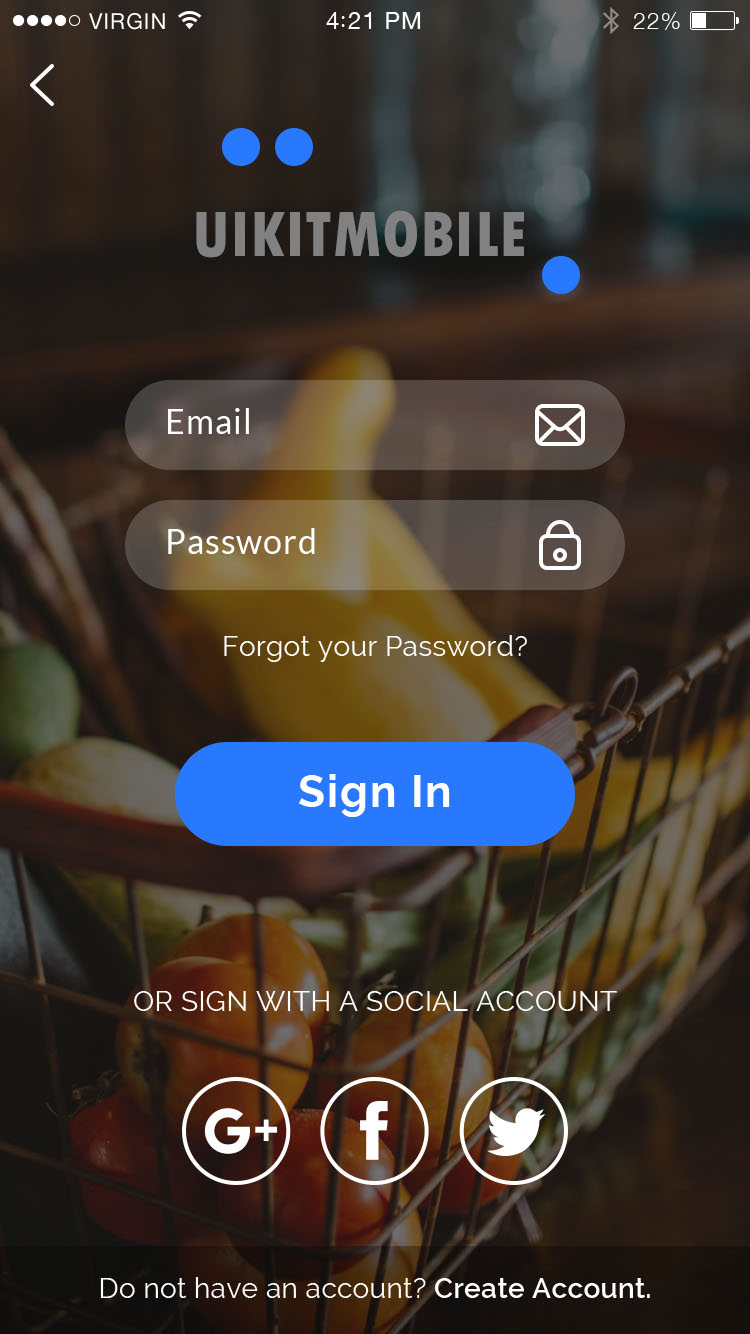 VIRGIN 4:21 PM 22%
UIKITMOBILE
Email
Password
Forgot your Password?
Sign In
OR SIGN WITH A SOCIAL ACCOUNT
G+ f
Do not have an account? Create Account.